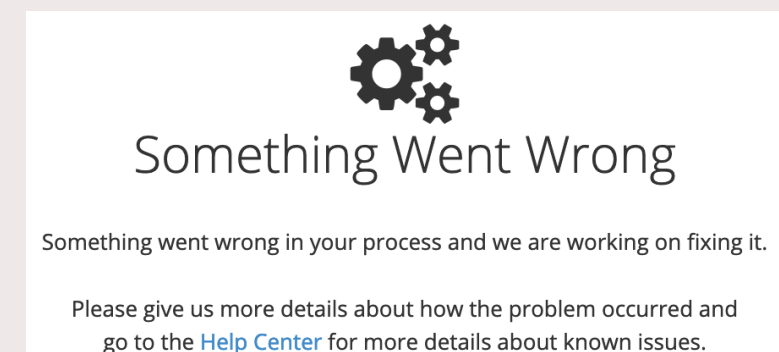 Something Went Wrong
Something went wrong in your process and we are working on fixing it.
Please give us more details about how the problem occurred and
go to the Help Center for more details about known issues.